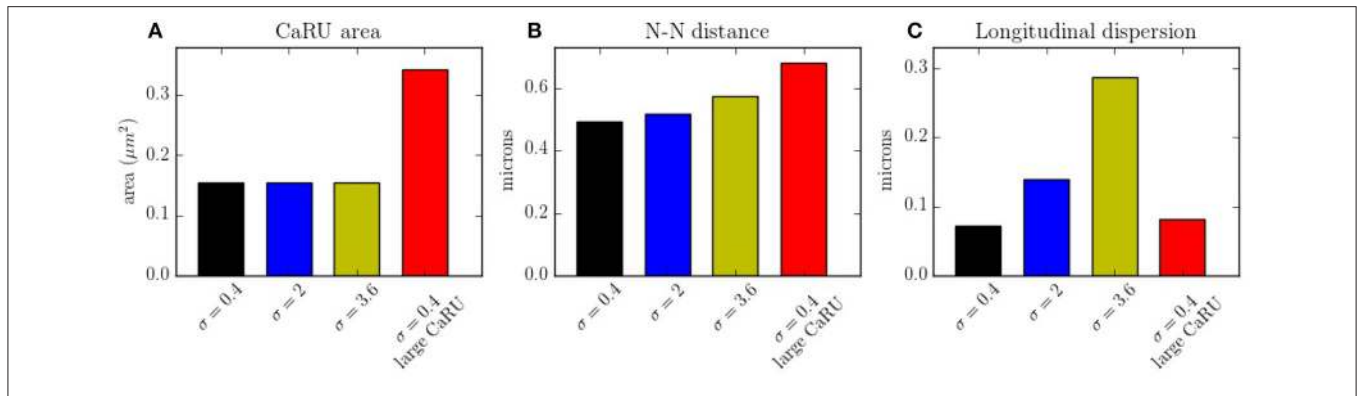 A
CaRU area
area (μm²)
0.3
0.2
0.1
0.0
σ = 0.4
σ = 2
σ = 3.6
σ = 0.4
large CaRU
B
N-N distance
microns
0.6
0.4
0.2
0.0
σ = 0.4
σ = 2
σ = 3.6
σ = 0.4
large CaRU
C
Longitudinal dispersion
microns
0.3
0.2
0.1
0.0
σ = 0.4
σ = 2
σ = 3.6
σ = 0.4
large CaRU